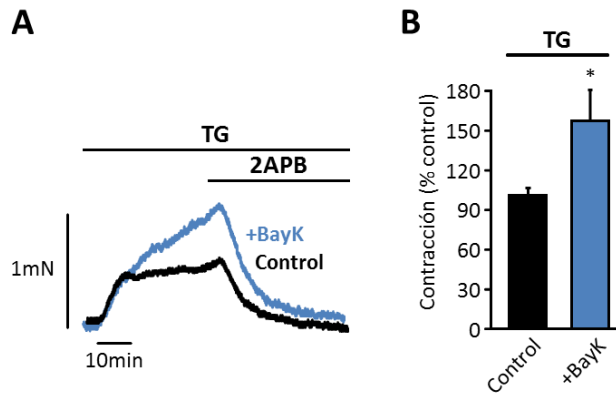 A
TG
2APB
+BayK
Control
1mN
10min
B
TG
*
180
150
120
90
60
30
0
Contracción (% control)
Control
+BayK